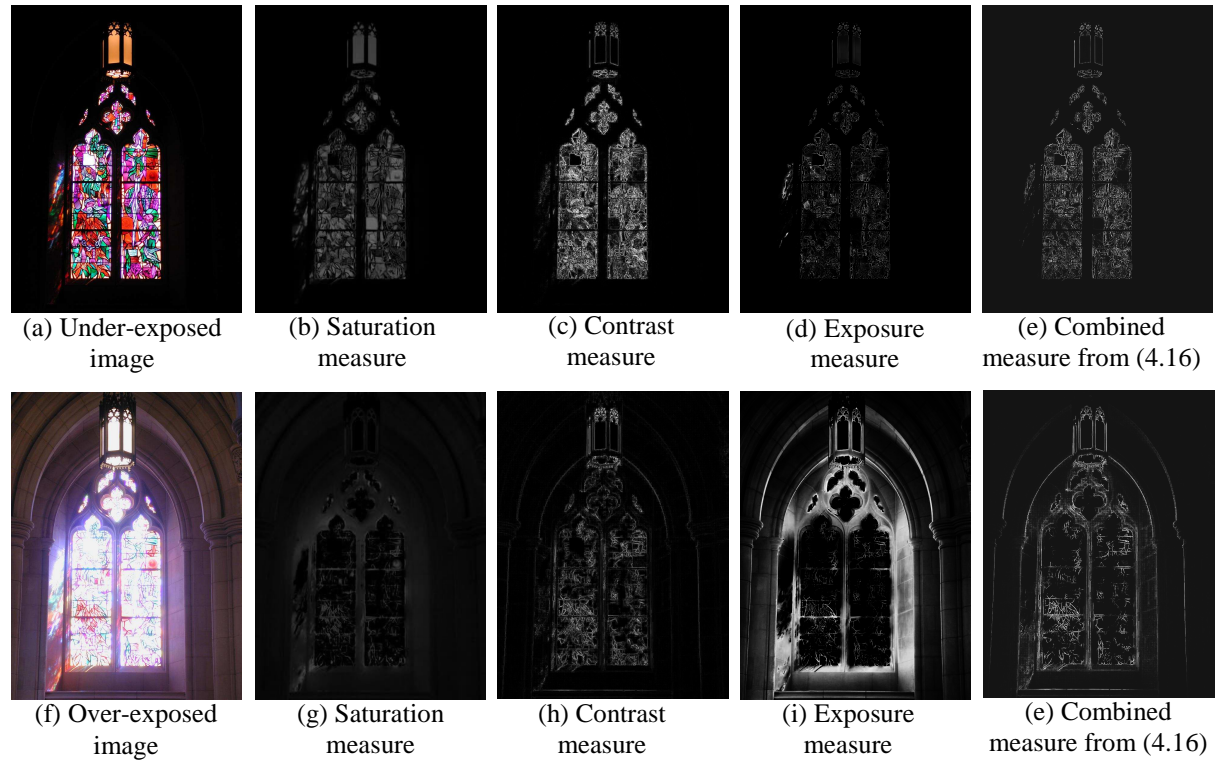 (a) Under-exposed
image
(b) Saturation
measure
(c) Contrast
measure
(d) Exposure
measure
(e) Combined
measure from (4.16)
(f) Over-exposed
image
(g) Saturation
measure
(h) Contrast
measure
(i) Exposure
measure
(e) Combined
measure from (4.16)